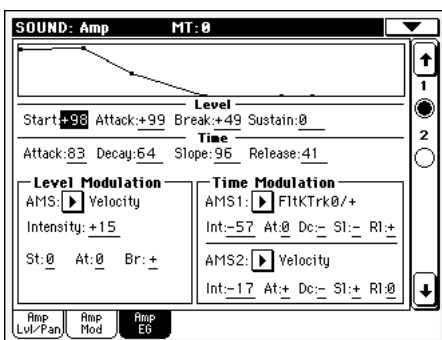 SOUND: Amp MT:0
Level
Start:+98 Attack:+99 Break:+49 Sustain:0
Time
Attack:83 Decay:64 Slope:96 Release:41
Level Modulation
AMS: Velocity
Intensity:+15
St:0 At:0 Br:+
Time Modulation
AMS1: FltKTrk0/+
Int:-57 At:0 Dc:- Sl:- Rl:+
AMS2: Velocity
Int:-17 At:+ Dc:- Sl:+ Rl:0
1
2
Amp Lvl/Pan
Amp Mod
Amp EG